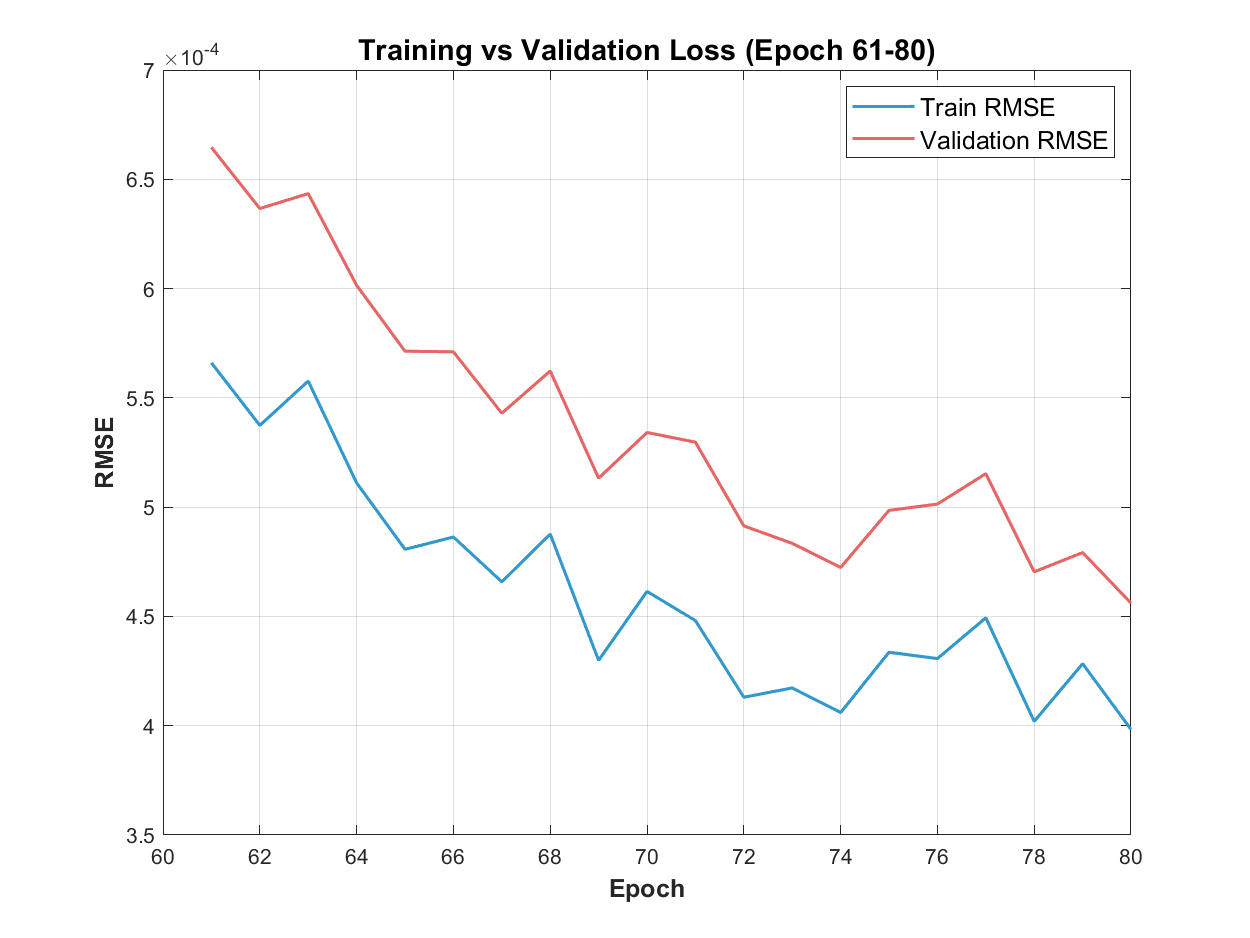 Training vs Validation Loss (Epoch 61-80)
×10-4
Train RMSE
Validation RMSE
7
6.5
6
5.5
5
4.5
4
3.5
RMSE
60 62 64 66 68 70 72 74 76 78 80
Epoch